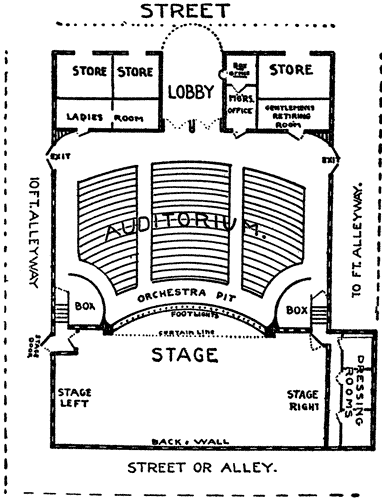 STREET
STORE
STORE
LOBBY
BOX
OFFICE
STORE
LADIES ROOM
MGRS.
OFFICE
GENTLEMENS
RETIRING
ROOM
EXIT
EXIT
10 FT. ALLEYWAY
AUDITORIUM.
TO FT. ALLEYWAY.
BOX
ORCHESTRA PIT
BOX
FOOTLIGHTS
CURTAIN LINE
STAGE
DOOR
STAGE
DRESSING
ROOMS
STAGE
LEFT
STAGE
RIGHT
BACK WALL
STREET OR ALLEY.